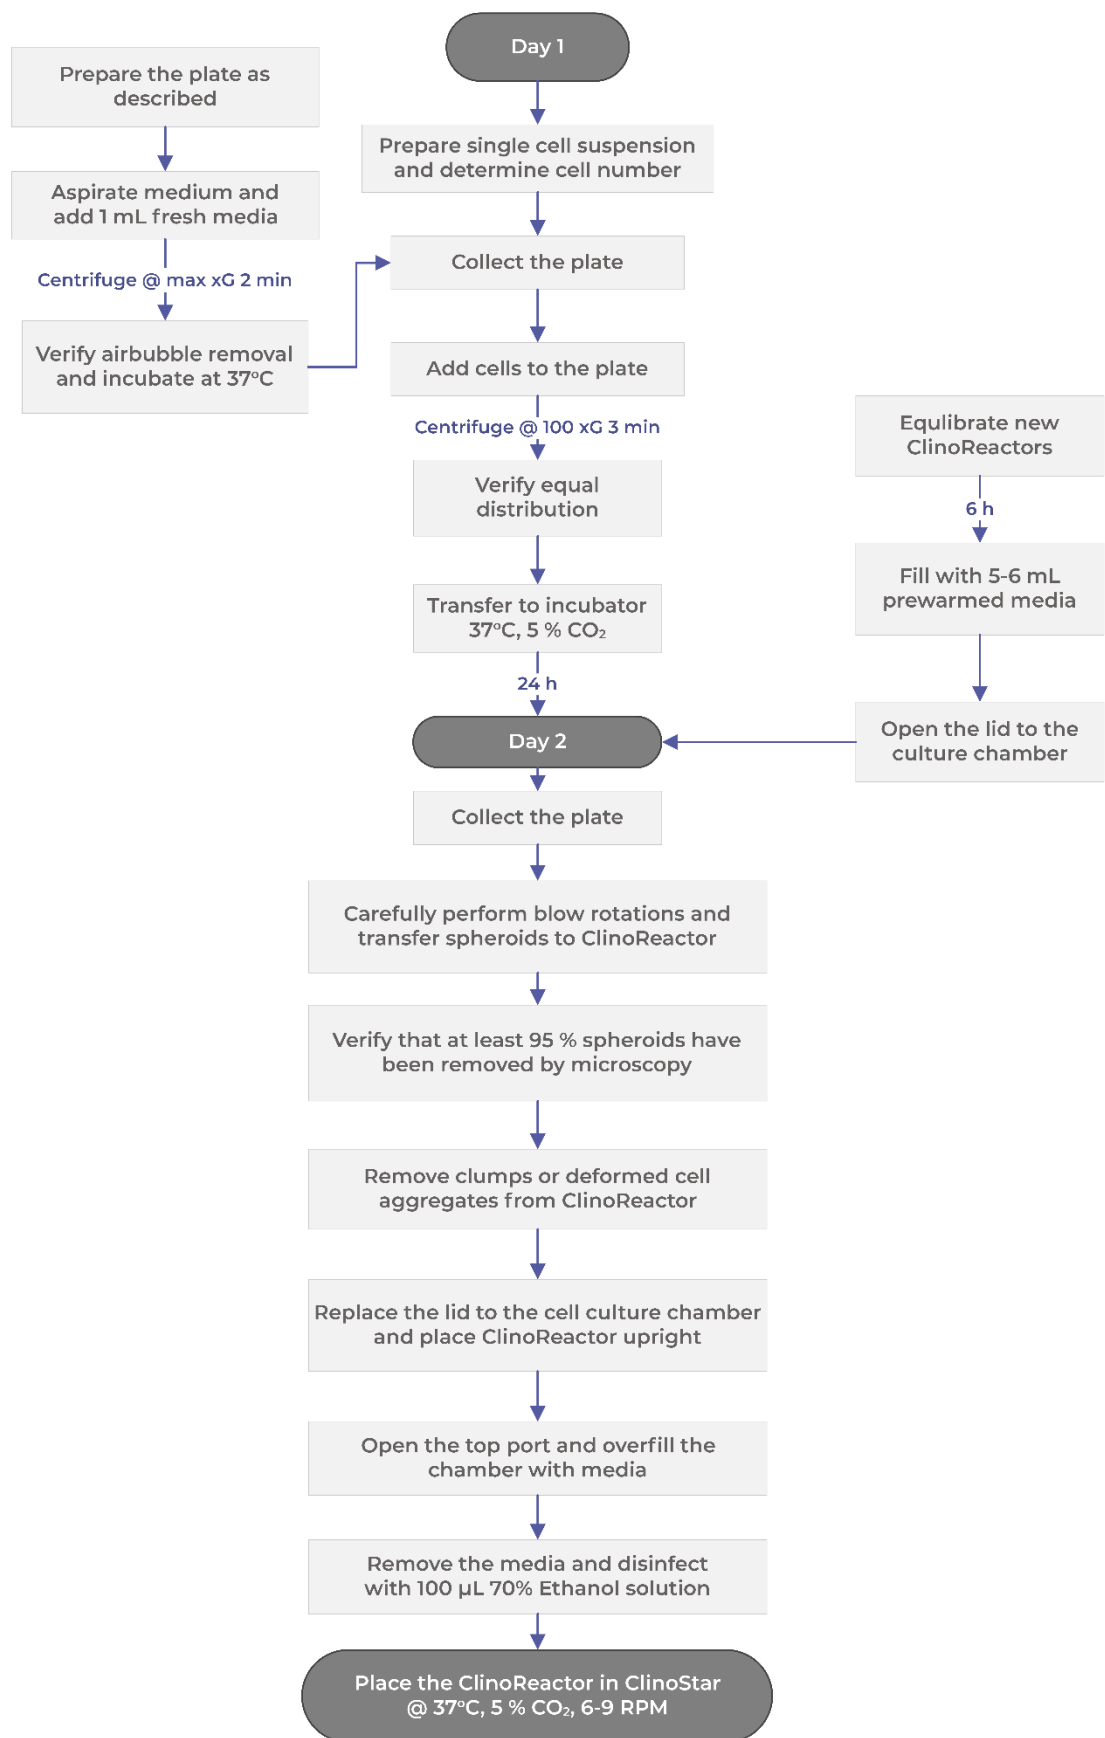 Day 1
Prepare the plate as
described
Prepare single cell suspension
and determine cell number
Aspirate medium and
add 1 mL fresh media
Centrifuge @ max xG 2 min
Verify airbubble removal
and incubate at 37°C
Collect the plate
Add cells to the plate
Centrifuge @ 100 xG 3 min
Verify equal
distribution
Transfer to incubator
37°C, 5 % CO₂
24 h
Equlibrate new
ClinoReactors
6 h
Fill with 5-6 mL
prewarmed media
Open the lid to the
culture chamber
Day 2
Collect the plate
Carefully perform blow rotations and
transfer spheroids to ClinoReactor
Verify that at least 95 % spheroids have
been removed by microscopy
Remove clumps or deformed cell
aggregates from ClinoReactor
Replace the lid to the cell culture chamber
and place ClinoReactor upright
Open the top port and overfill the
chamber with media
Remove the media and disinfect
with 100 µL 70% Ethanol solution
Place the ClinoReactor in ClinoStar
@ 37°C, 5 % CO₂, 6-9 RPM